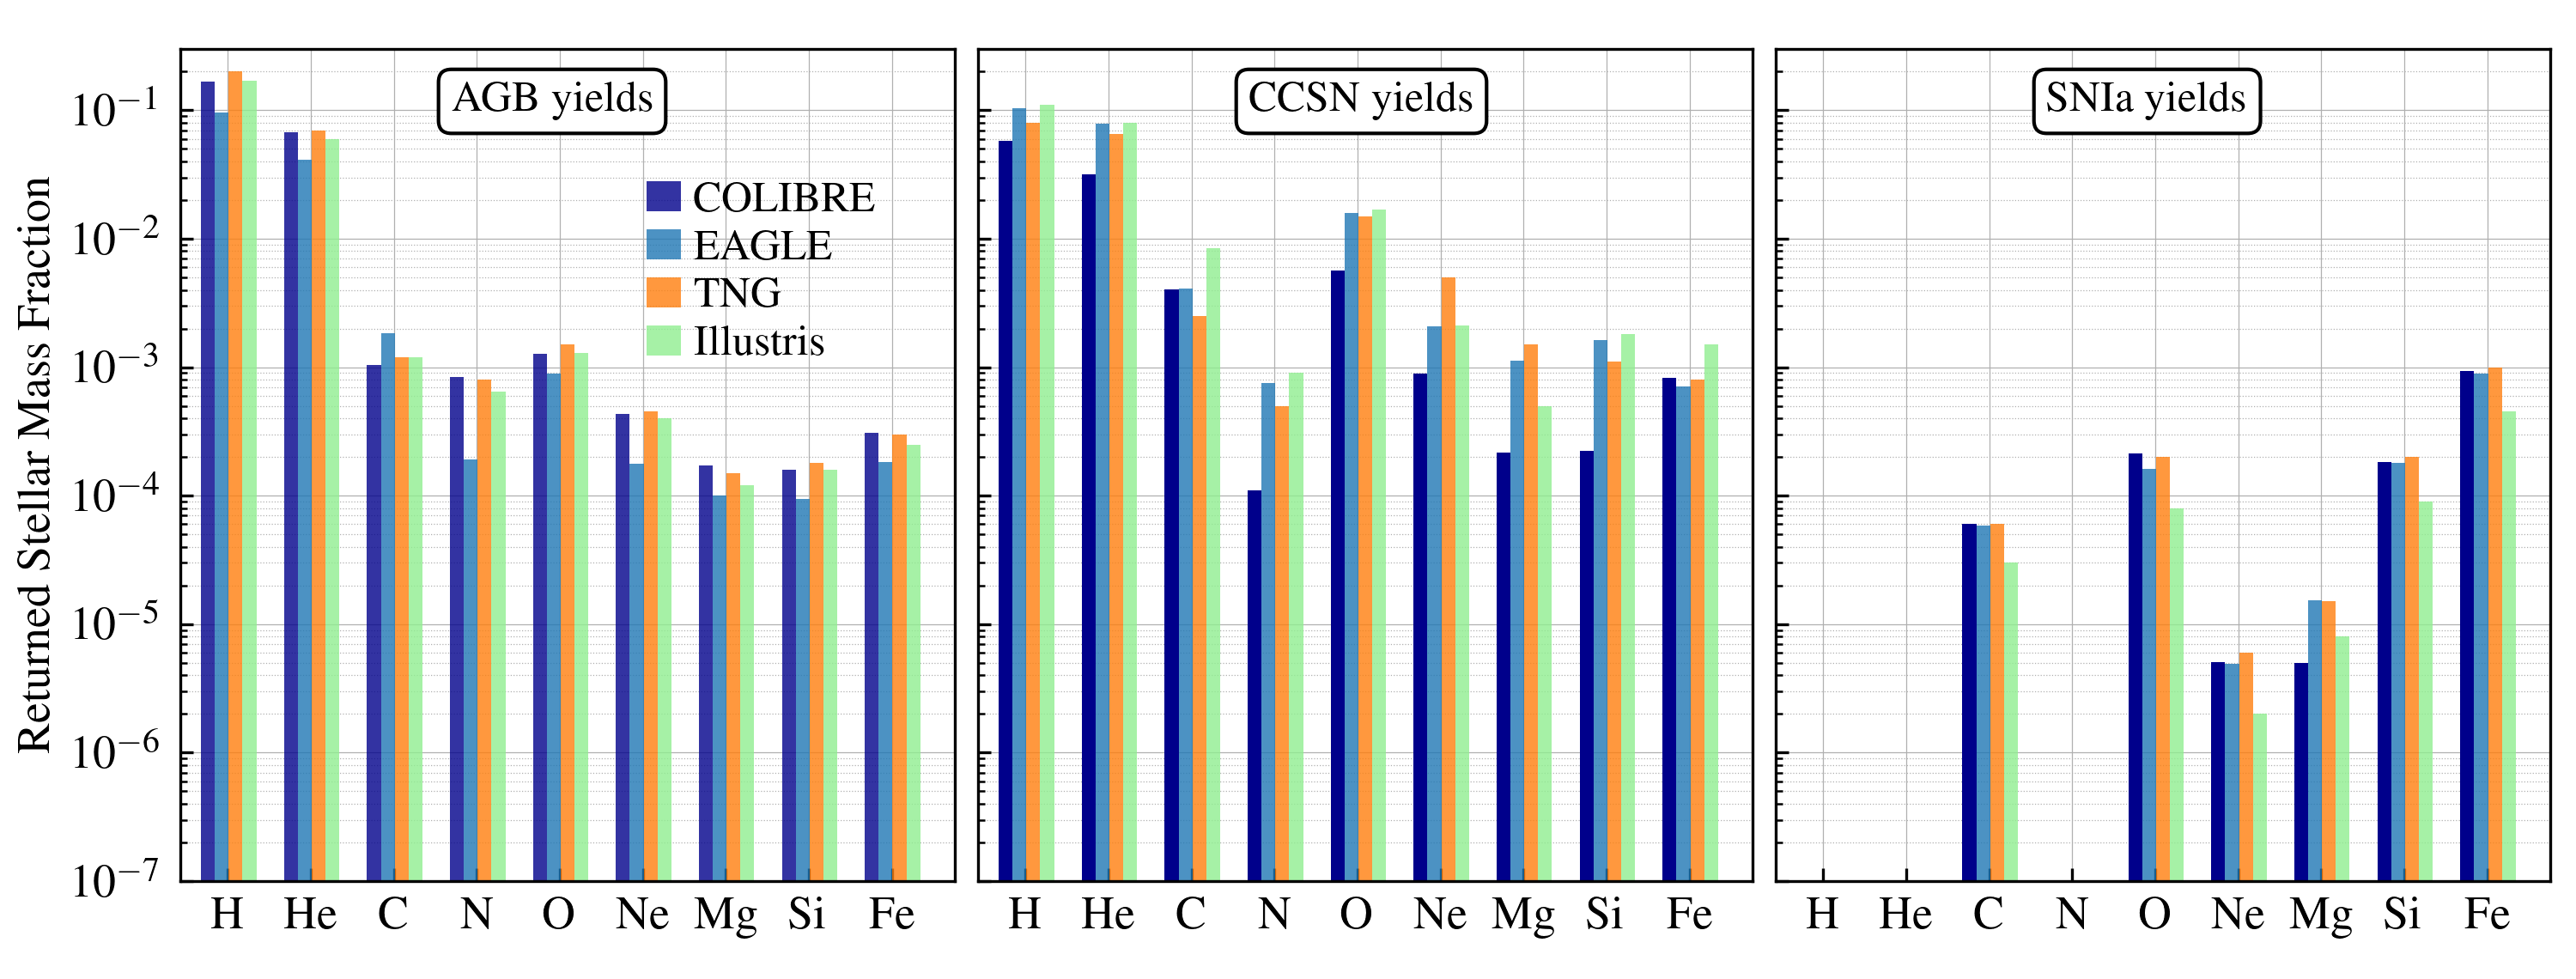 Returned Stellar Mass Fraction
10⁻¹
10⁻²
10⁻³
10⁻⁴
10⁻⁵
10⁻⁶
10⁻⁷
AGB yields
COLIBRE
EAGLE
TNG
Illustris
H He C N O Ne Mg Si Fe
CCSN yields
H He C N O Ne Mg Si Fe
SNIa yields
H He C N O Ne Mg Si Fe